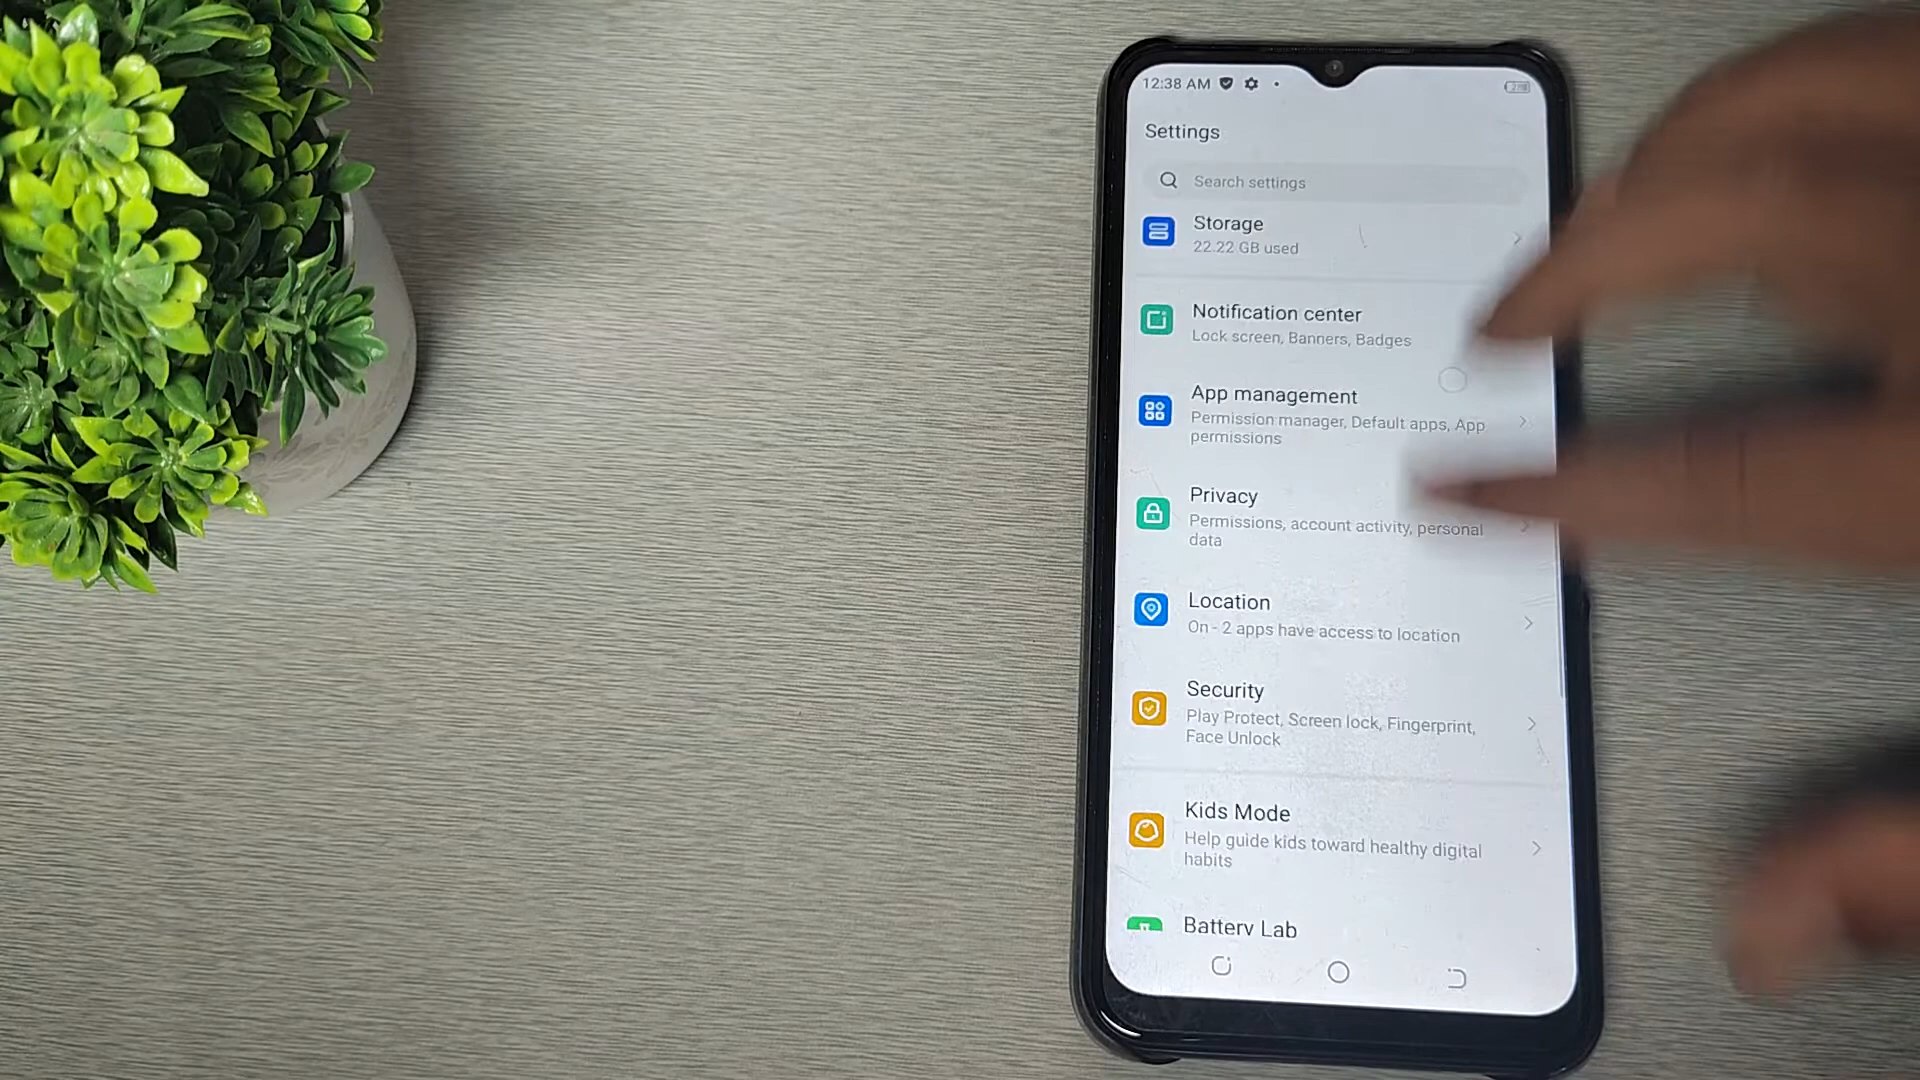 12:38 AM
Settings
Search settings
Storage
22.22 GB used
Notification center
Lock screen, Banners, Badges
App management
Permission manager, Default apps, App
permissions
Privacy
Permissions, account activity, personal
data
Location
On - 2 apps have access to location
Security
Play Protect, Screen lock, Fingerprint,
Face Unlock
Kids Mode
Help guide kids toward healthy digital
habits
Battery Lab